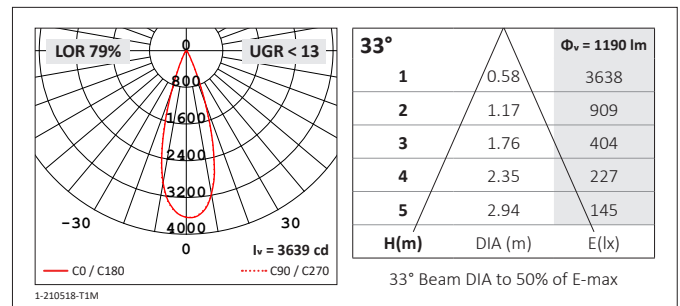 LOR 79%
0
UGR < 13
800
1600
2400
3200
4000
-30
30
0
Iv = 3639 cd
C0 / C180
C90 / C270
1-210518-T1M
33°
Φv = 1190 lm
1 0.58 3638
2 1.17 909
3 1.76 404
4 2.35 227
5 2.94 145
H(m) DIA (m) E(lx)
33° Beam DIA to 50% of E-max